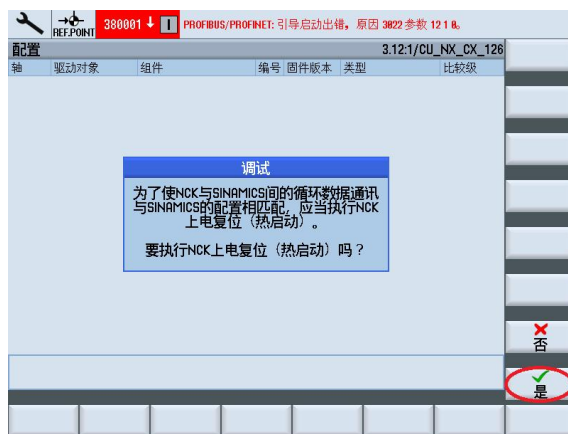 REF.POINT
380001 ↓ PROFIBUS/PROFINET: 引导启动出错，原因 3022 参数 12 1 0。
配置 3.12:1/CU_NX_CX_126
轴 驱动对象 组件 编号 固件版本 类型 比较级
调试
为了使NCK与SINAMICS间的循环数据通讯
与SINAMICS的配置相匹配，应当执行NCK
上电复位（热启动）。
要执行NCK上电复位（热启动）吗？
否
是